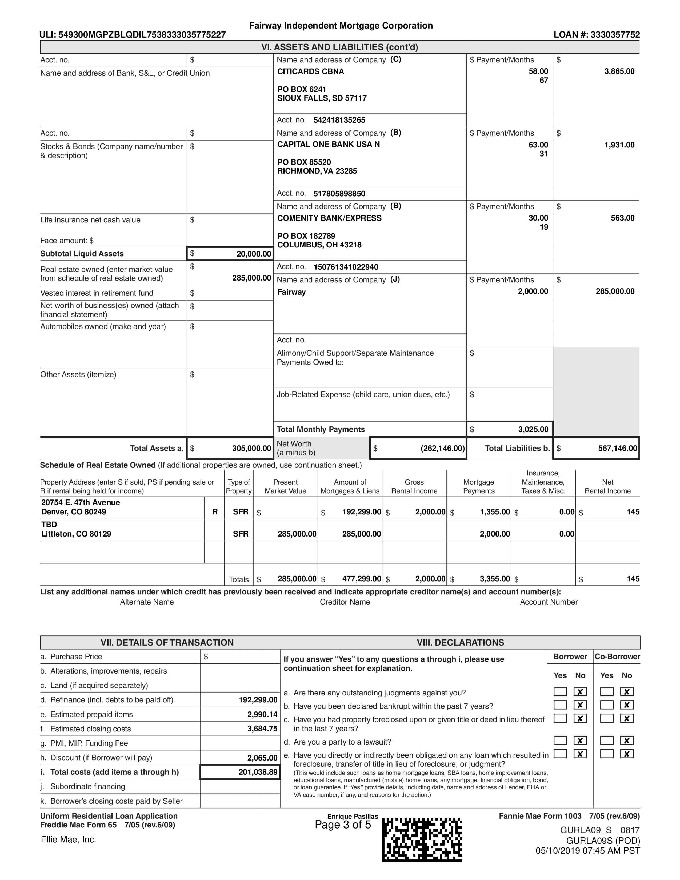 Fairway Independent Mortgage Corporation
ULI: 549300MGPZBLQDIL7538333035775227
LOAN #: 3330357752
VI. ASSETS AND LIABILITIES (cont'd)
Acct. no. $
Name and address of Company (C) $ Payment/Months $
Name and address of Bank, S&L, or Credit Union
CITICARDS CBNA 58.00 3,865.00
67
PO BOX 6241
SIOUX FALLS, SD 57117
Acct. no. 542418135265
Acct. no. $
Name and address of Company (B) $ Payment/Months $
Stocks & Bonds (Company name/number $
& description)
CAPITAL ONE BANK USA N 63.00 1,931.00
31
PO BOX 85520
RICHMOND, VA 23285
Acct. no. 517805898850
Name and address of Company (B) $ Payment/Months $
Life insurance net cash value $
COMENITY BANK/EXPRESS 30.00 563.00
19
PO BOX 182789
COLUMBUS, OH 43218
Face amount: $
Subtotal Liquid Assets $ 20,000.00
Acct. no. 150761341022940
Real estate owned (enter market value $
from schedule of real estate owned) 285,000.00
Name and address of Company (J) $ Payment/Months $
Vested interest in retirement fund $
Fairway 2,000.00 285,000.00
Net worth of business(es) owned (attach $
financial statement)
Automobiles owned (make and year) $
Acct. no.
Alimony/Child Support/Separate Maintenance $
Payments Owed to:
Other Assets (itemize) $
Job-Related Expense (child care, union dues, etc.) $
Total Monthly Payments $ 3,025.00
Total Assets a. $ 305,000.00
Net Worth $ (262,146.00)
(a minus b)
Total Liabilities b. $ 567,146.00
Schedule of Real Estate Owned (If additional properties are owned, use continuation sheet.)
Property Address (enter S if sold, PS if pending sale or
R if rental being held for income)
Type of
Property
Present
Market Value
Amount of
Mortgages & Liens
Gross
Rental Income
Mortgage
Payments
Insurance,
Maintenance,
Taxes & Misc.
Net
Rental Income
20754 E. 47th Avenue
Denver, CO 80249 R SFR $ $ 192,299.00 $ 2,000.00 $ 1,355.00 $ 0.00 $ 145
TBD
Littleton, CO 80129 SFR 285,000.00 285,000.00 2,000.00 0.00
Totals $ 285,000.00 $ 477,299.00 $ 2,000.00 $ 3,355.00 $ $ 145
List any additional names under which credit has previously been received and indicate appropriate creditor name(s) and account number(s):
Alternate Name Creditor Name Account Number
VII. DETAILS OF TRANSACTION
a. Purchase Price $
b. Alterations, improvements, repairs
c. Land (if acquired separately)
d. Refinance (incl. debts to be paid off) 192,299.00
e. Estimated prepaid items 2,990.14
f. Estimated closing costs 3,684.75
g. PMI, MIP, Funding Fee
h. Discount (if Borrower will pay) 2,065.00
i. Total costs (add items a through h) 201,038.89
j. Subordinate financing
k. Borrower's closing costs paid by Seller
VIII. DECLARATIONS
If you answer "Yes" to any questions a through i, please use
continuation sheet for explanation.
Borrower Co-Borrower
Yes No Yes No
a. Are there any outstanding judgments against you? X X
b. Have you been declared bankrupt within the past 7 years? X X
c. Have you had property foreclosed upon or given title or deed in lieu thereof X X
in the last 7 years?
d. Are you a party to a lawsuit? X X
e. Have you directly or indirectly been obligated on any loan which resulted in X X
foreclosure, transfer of title in lieu of foreclosure, or judgment?
(This would include such loans as home mortgage loans, SBA loans, home improvement loans,
educational loans, manufactured (mobile) home loans, any mortgage, financial obligation, bond,
or loan guarantee. If "Yes" provide details, including date, name and address of Lender, FHA or
VA case number, if any, and reasons for the action.)
Uniform Residential Loan Application
Freddie Mac Form 65 7/05 (rev.6/09)
Enrique Pasillas
Page 3 of 5
Fannie Mae Form 1003 7/05 (rev.6/09)
Ellie Mae, Inc.
GURLA09_S 0817
GURLA09S (POD)
05/10/2019 07:45 AM PST